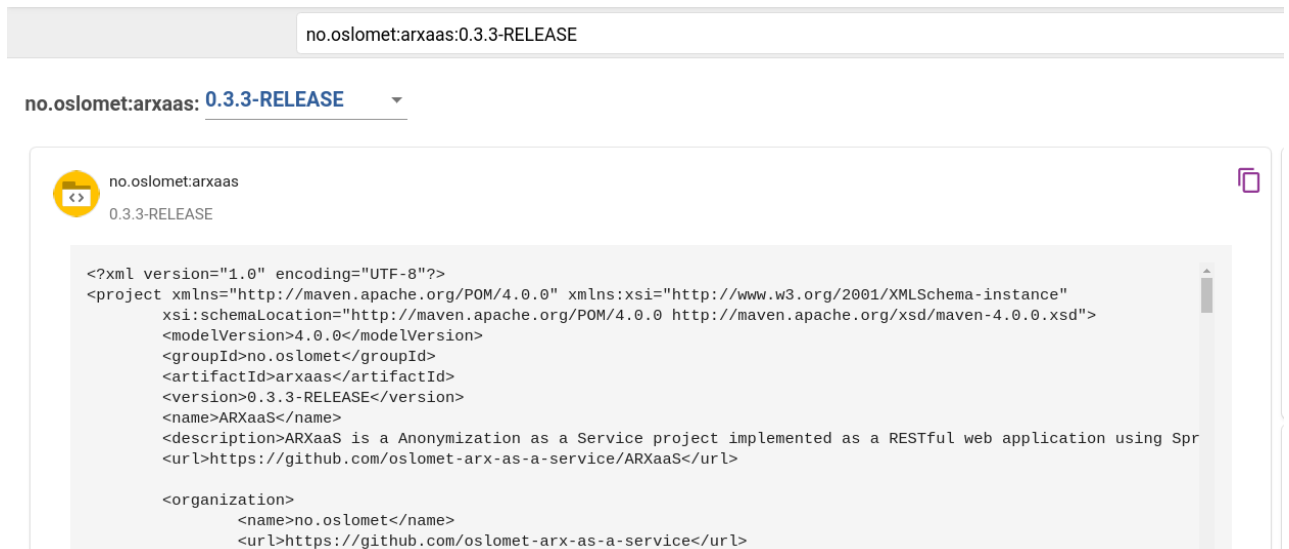 no.oslomet:arxaas:0.3.3-RELEASE
no.oslomet:arxaas: 0.3.3-RELEASE
no.oslomet:arxaas
0.3.3-RELEASE
<?xml version="1.0" encoding="UTF-8"?>
<project xmlns="http://maven.apache.org/POM/4.0.0" xmlns:xsi="http://www.w3.org/2001/XMLSchema-instance"
        xsi:schemaLocation="http://maven.apache.org/POM/4.0.0 http://maven.apache.org/xsd/maven-4.0.0.xsd">
        <modelVersion>4.0.0</modelVersion>
        <groupId>no.oslomet</groupId>
        <artifactId>arxaas</artifactId>
        <version>0.3.3-RELEASE</version>
        <name>ARXaaS</name>
        <description>ARXaaS is a Anonymization as a Service project implemented as a RESTful web application using Spr
        <url>https://github.com/oslomet-arx-as-a-service/ARXaaS</url>

        <organization>
                <name>no.oslomet</name>
                <url>https://github.com/oslomet-arx-as-a-service</url>